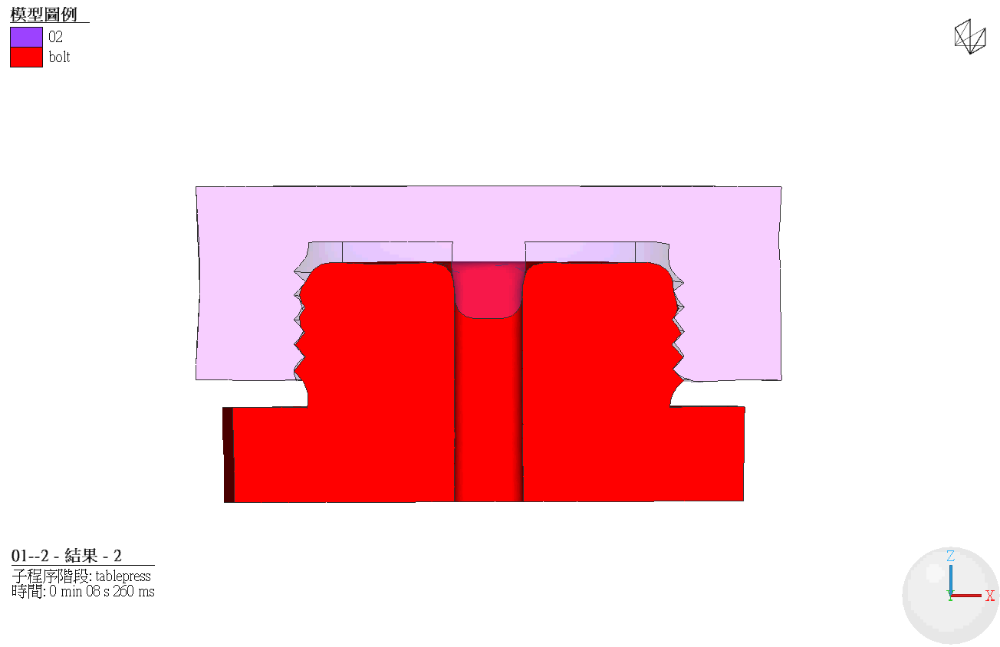 模型圖例
02
bolt
01--2 - 結果 - 2
子程序階段: tablepress
時間: 0 min 08 s 260 ms
Z
Y
X